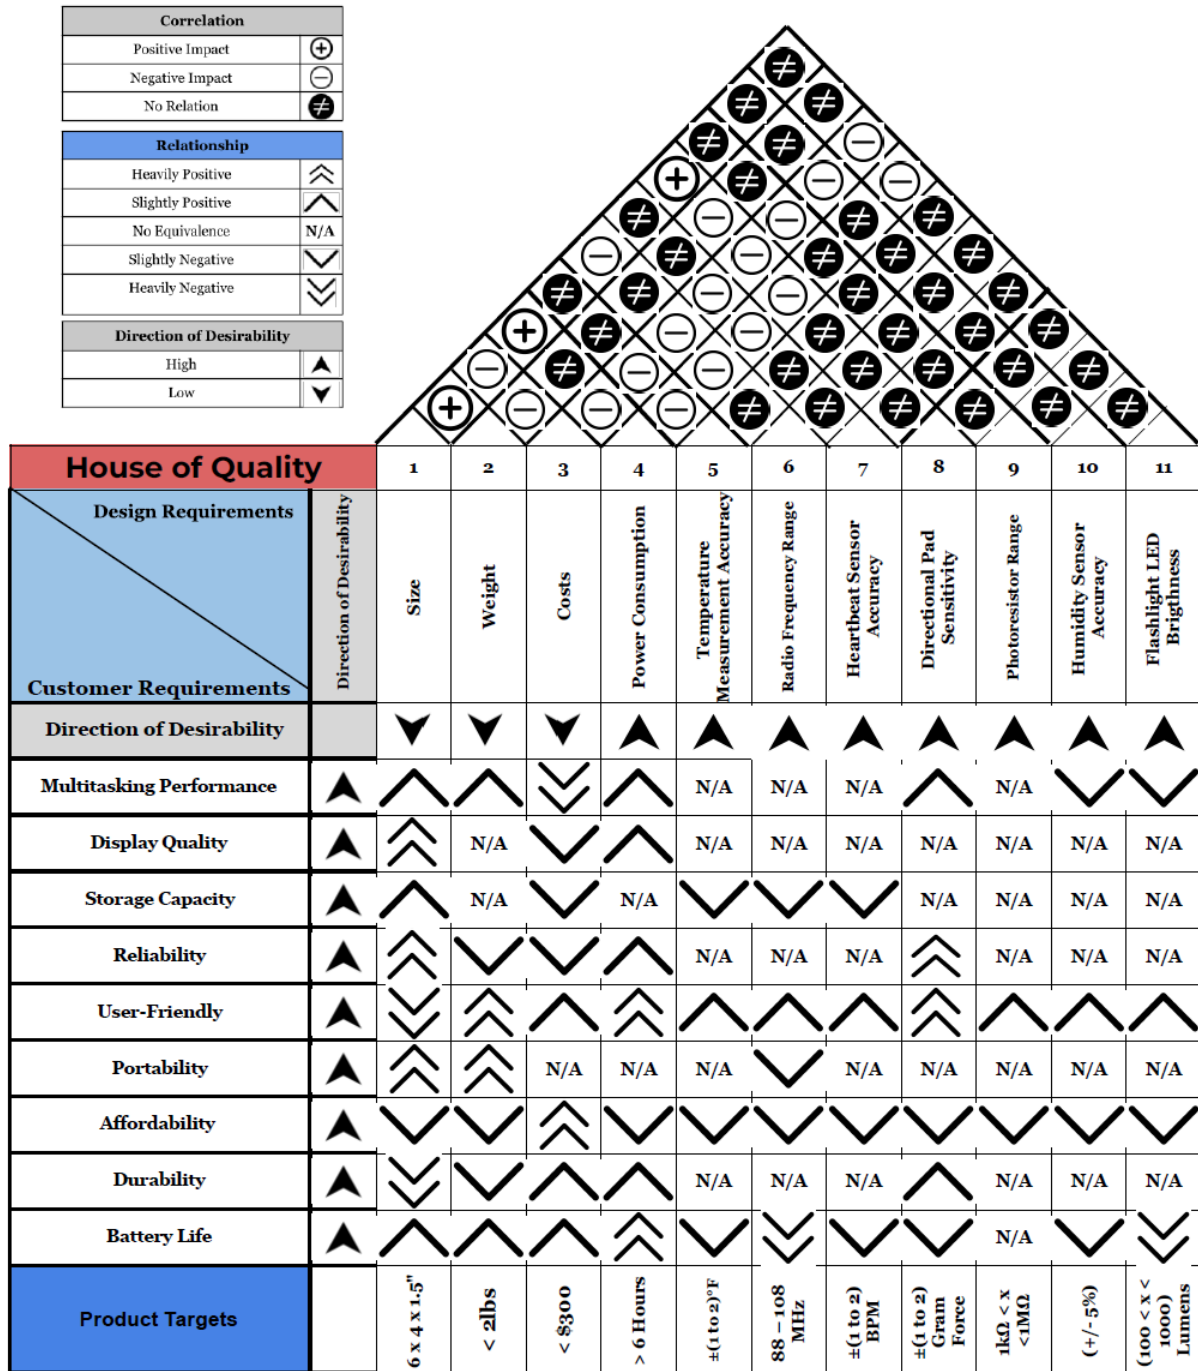 Correlation
Positive Impact
Negative Impact
No Relation
Relationship
Heavily Positive
Slightly Positive
No Equivalence N/A
Slightly Negative
Heavily Negative
Direction of Desirability
High
Low
House of Quality 1 2 3 4 5 6 7 8 9 10 11
Design Requirements
Customer Requirements
Direction of Desirability
Size
Weight
Costs
Power Consumption
Temperature
Measurement Accuracy
Radio Frequency Range
Heartbeat Sensor
Accuracy
Directional Pad
Sensitivity
Photoresistor Range
Humidity Sensor
Accuracy
Flashlight LED
Brigthness
Direction of Desirability
Multitasking Performance N/A N/A N/A N/A
Display Quality N/A N/A N/A N/A N/A N/A N/A N/A
Storage Capacity N/A N/A N/A N/A N/A N/A
Reliability N/A N/A N/A N/A N/A N/A
User-Friendly
Portability N/A N/A N/A N/A N/A N/A N/A N/A
Affordability
Durability N/A N/A N/A N/A N/A N/A
Battery Life N/A
Product Targets
6 x 4 x 1.5"
< 2lbs
< $300
> 6 Hours
±(1 to 2)°F
88 – 108
MHz
±(1 to 2)
BPM
±(1 to 2)
Gram
Force
1kΩ < x
<1MΩ
(+/- 5%)
(100 < x <
1000)
Lumens